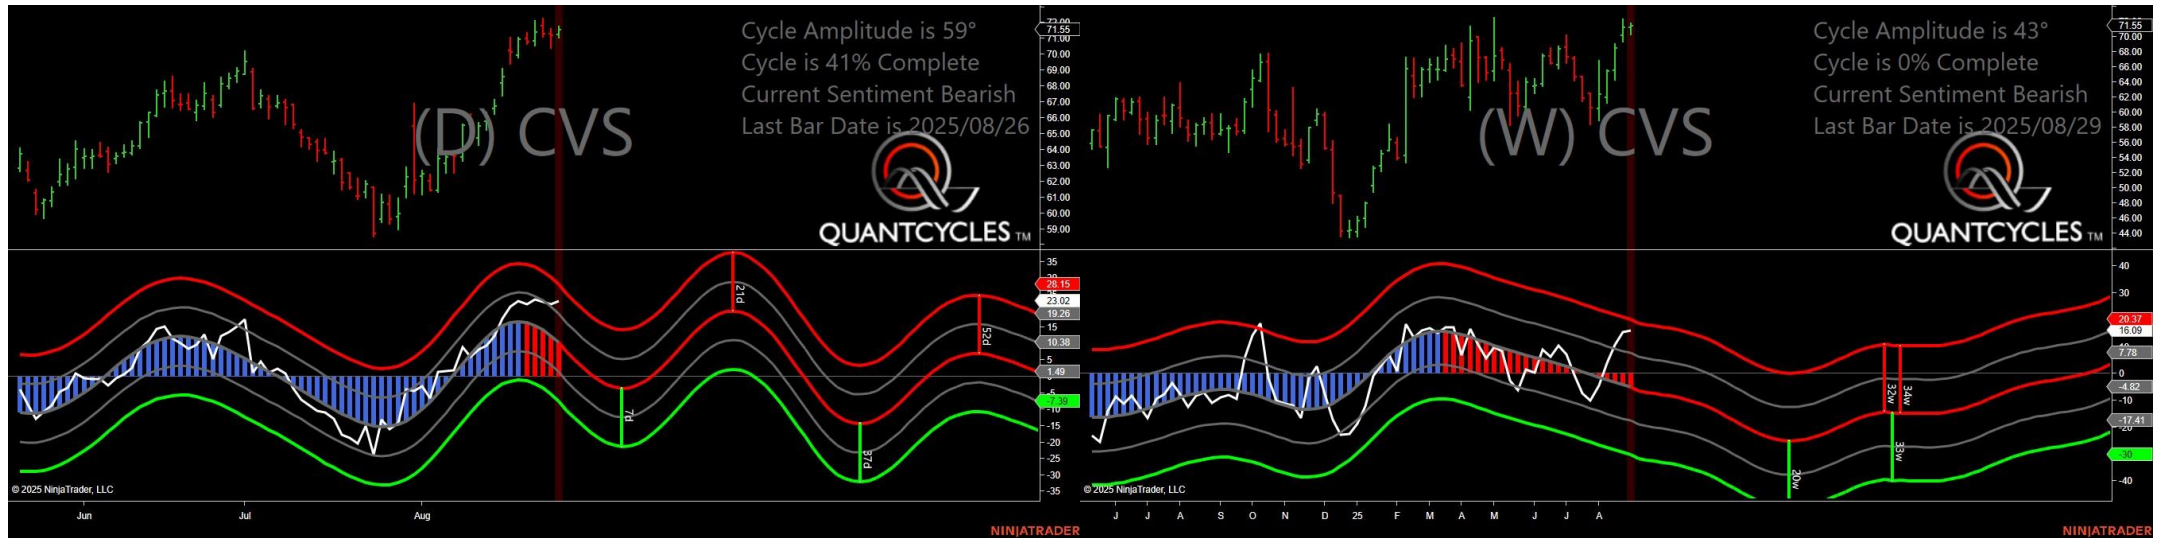 Cycle Amplitude is 59°
Cycle is 41% Complete
Current Sentiment Bearish
Last Bar Date is 2025/08/26
(D) CVS
QUANTCYCLES TM
72.00
71.55
71.00
70.00
69.00
68.00
67.00
66.00
65.00
64.00
63.00
62.00
61.00
60.00
59.00
35
28.15
23.02
19.26
15
10.38
5
1.49
-7.39
-10
-15
-20
-25
-30
-35
7d
21d
37d
52d
© 2025 NinjaTrader, LLC
Jun
Jul
Aug
NINJATRADER
Cycle Amplitude is 43°
Cycle is 0% Complete
Current Sentiment Bearish
Last Bar Date is 2025/08/29
(W) CVS
QUANTCYCLES TM
71.55
70.00
68.00
66.00
64.00
62.00
60.00
58.00
56.00
54.00
52.00
50.00
48.00
46.00
44.00
40
30
20.37
16.09
7.78
0
-4.82
-10
-17.41
-20
-30
-40
20w
32w
33w
34w
© 2025 NinjaTrader, LLC
J
J
A
S
O
N
D
25
F
M
A
M
J
J
A
NINJATRADER